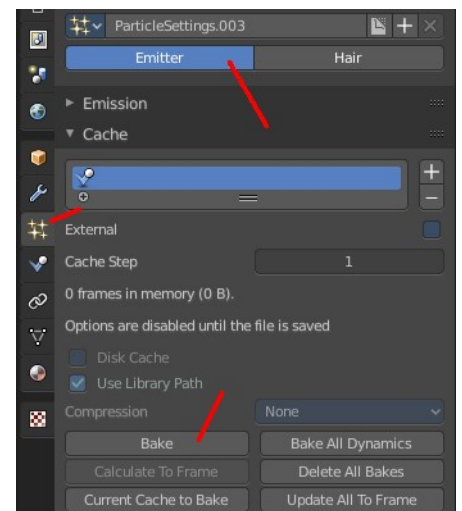 ParticleSettings.003
Emitter Hair
Emission
Cache
External
Cache Step 1
0 frames in memory (0 B).
Options are disabled until the file is saved
Disk Cache
Use Library Path
Compression None
Bake Bake All Dynamics
Calculate To Frame Delete All Bakes
Current Cache to Bake Update All To Frame